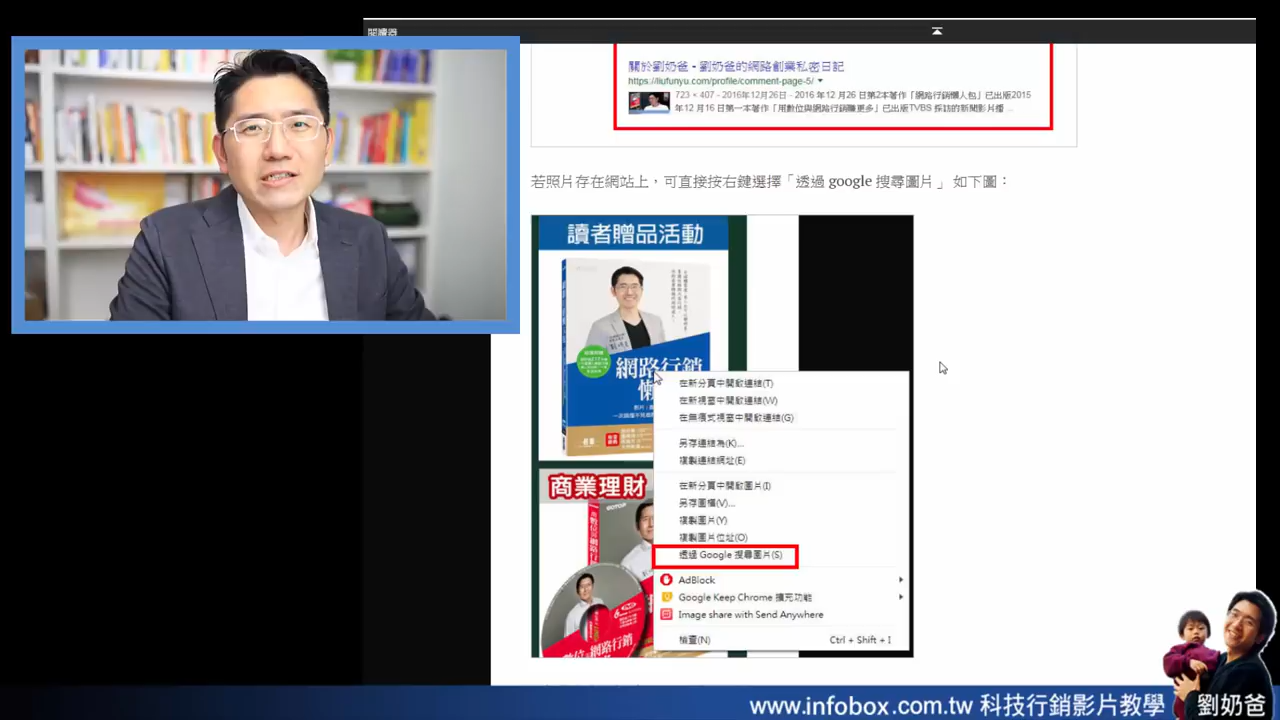 閱讀器
關於劉奶爸 - 劉奶爸的網路創業私密日記
https://liufunyu.com/profile/comment-page-5/
723 × 407 - 2016年12月26日 - 2016 年 12 月 26 日第2本著作「網路行銷懶人包」已出版2015
年 12 月 16 日第一本著作「用數位與網路行銷賺更多」已出版TVBS 採訪的新聞影片播 ...
若照片存在網站上，可直接按右鍵選擇「透過 google 搜尋圖片」 如下圖：
讀者贈品活動
網路行銷
懶
商業理財
GOTOP
在新分頁中開啟連結(T)
在新視窗中開啟連結(W)
在無痕式視窗中開啟連結(G)
另存連結為(K)...
複製連結網址(E)
在新分頁中開啟圖片(I)
另存圖檔(V)...
複製圖片(Y)
複製圖片位址(O)
透過 Google 搜尋圖片(S)
AdBlock
Google Keep Chrome 擴充功能
Image share with Send Anywhere
檢查(N) Ctrl + Shift + I
www.infobox.com.tw 科技行銷影片教學
劉奶爸